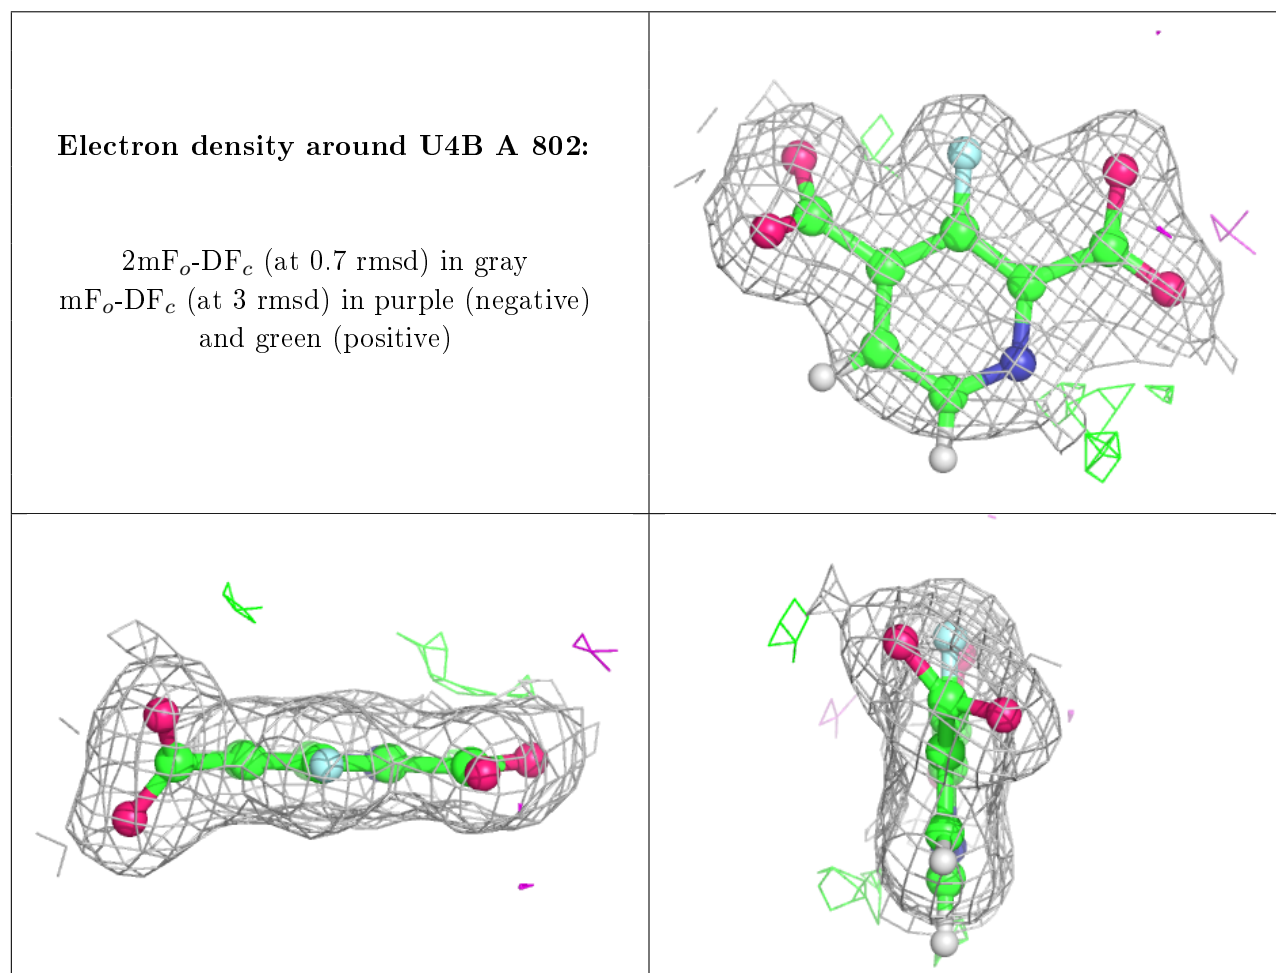 Electron density around U4B A 802:
2mFₒ-DF𝒸 (at 0.7 rmsd) in gray
mFₒ-DF𝒸 (at 3 rmsd) in purple (negative)
and green (positive)